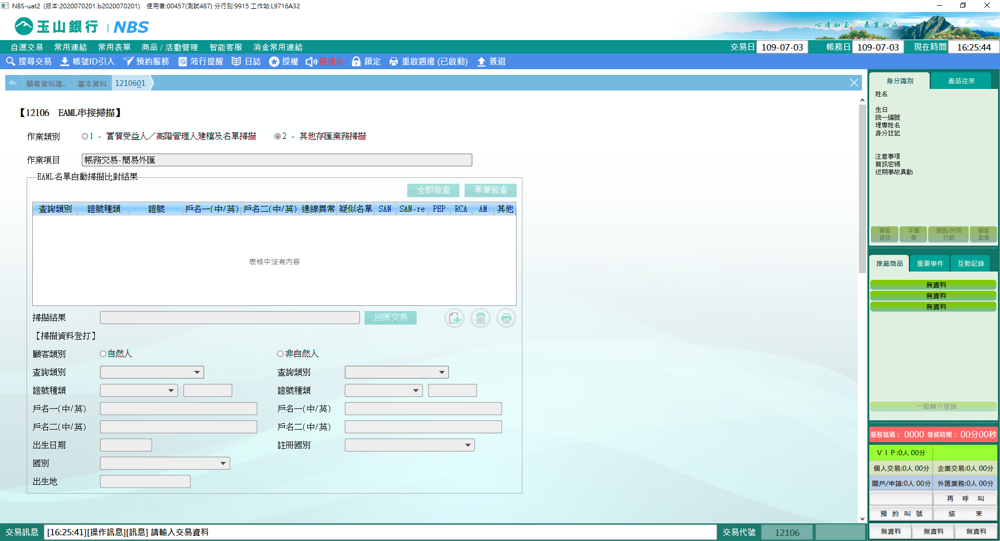 NBS-uat2 (版本:2020070201.b2020070201) 使用者:00457(測試487) 分行別:9915 工作站:L9716A32
玉山銀行 | NBS
心清如玉 義重如山
自選交易 常用連結 常用表單 商品 / 活動管理 智能客服 消金常用連結 交易日 109-07-03 帳務日 109-07-03 現在時間 16:25:44
搜尋交易 帳號ID引入 預約服務 蒞行提醒 日誌 授權 廣播:8 鎖定 重啟週邊 (已啟動) 簽退
顧客資料建.. 基本資料 1210601
【12106 EAML串接掃描】
作業類別 1 - 實質受益人／高階管理人建檔及名單掃描 2 - 其他存匯業務掃描
作業項目 帳務交易-簡易外匯
EAML名單自動掃描比對結果
全部發查 單筆發查
查詢類別 證號種類 證號 戶名一(中/英) 戶名二(中/英) 連線異常 疑似名單 SAN SAN-re PEP RCA AM 其他
表格中沒有內容
掃描結果 回原交易
【掃描資料登打】
顧客類別 自然人 非自然人
查詢類別 查詢類別
證號種類 證號種類
戶名一(中/英) 戶名一(中/英)
戶名二(中/英) 戶名二(中/英)
出生日期 註冊國別
國別
出生地
身分識別 產品往來
姓名
生日
統一編號
理專姓名
身分註記
注意事項
簡訊密碼
近期事故異動
顧客資訊 手續費 通路/共同行銷 顧客影像
推薦商品 重要事件 互動記錄
無資料
無資料
無資料
一般轉介登錄
服務號碼： 0000 等候時間： 00分00秒
ＶＩＰ:0人 00分
個人交易:0人 00分 企業交易:0人 00分
開戶/申請:0人 00分 外匯業務:0人 00分
再 呼 叫
預 約 叫 號 結 束
無資料 無資料 無資料
交易訊息 [16:25:41][操作訊息][訊息] 請輸入交易資料 交易代號 12106